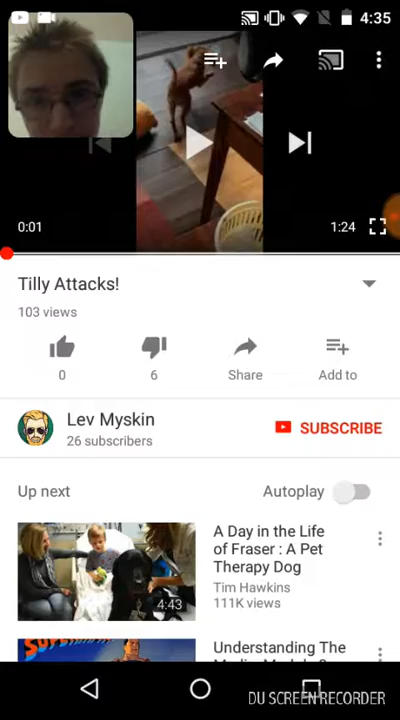 4:35
0:01
1:24
Tilly Attacks!
103 views
0
6
Share
Add to
Lev Myskin
26 subscribers
SUBSCRIBE
Up next
Autoplay
A Day in the Life
of Fraser : A Pet
Therapy Dog
Tim Hawkins
111K views
4:43
Understanding The
DU SCREEN RECORDER